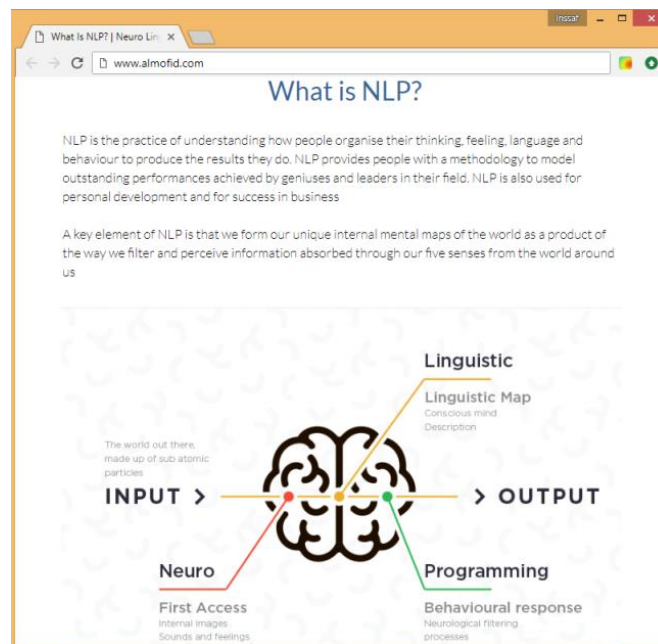 inssaf
What Is NLP? | Neuro Lin
www.almofid.com
What is NLP?
NLP is the practice of understanding how people organise their thinking, feeling, language and
behaviour to produce the results they do. NLP provides people with a methodology to model
outstanding performances achieved by geniuses and leaders in their field. NLP is also used for
personal development and for success in business
A key element of NLP is that we form our unique internal mental maps of the world as a product of
the way we filter and perceive information absorbed through our five senses from the world around
us
Linguistic
Linguistic Map
Conscious mind
Description
The world out there,
made up of sub atomic
particles
INPUT >
> OUTPUT
Neuro
First Access
Internal images
Sounds and feelings
Programming
Behavioural response
Neurological filtering
processes